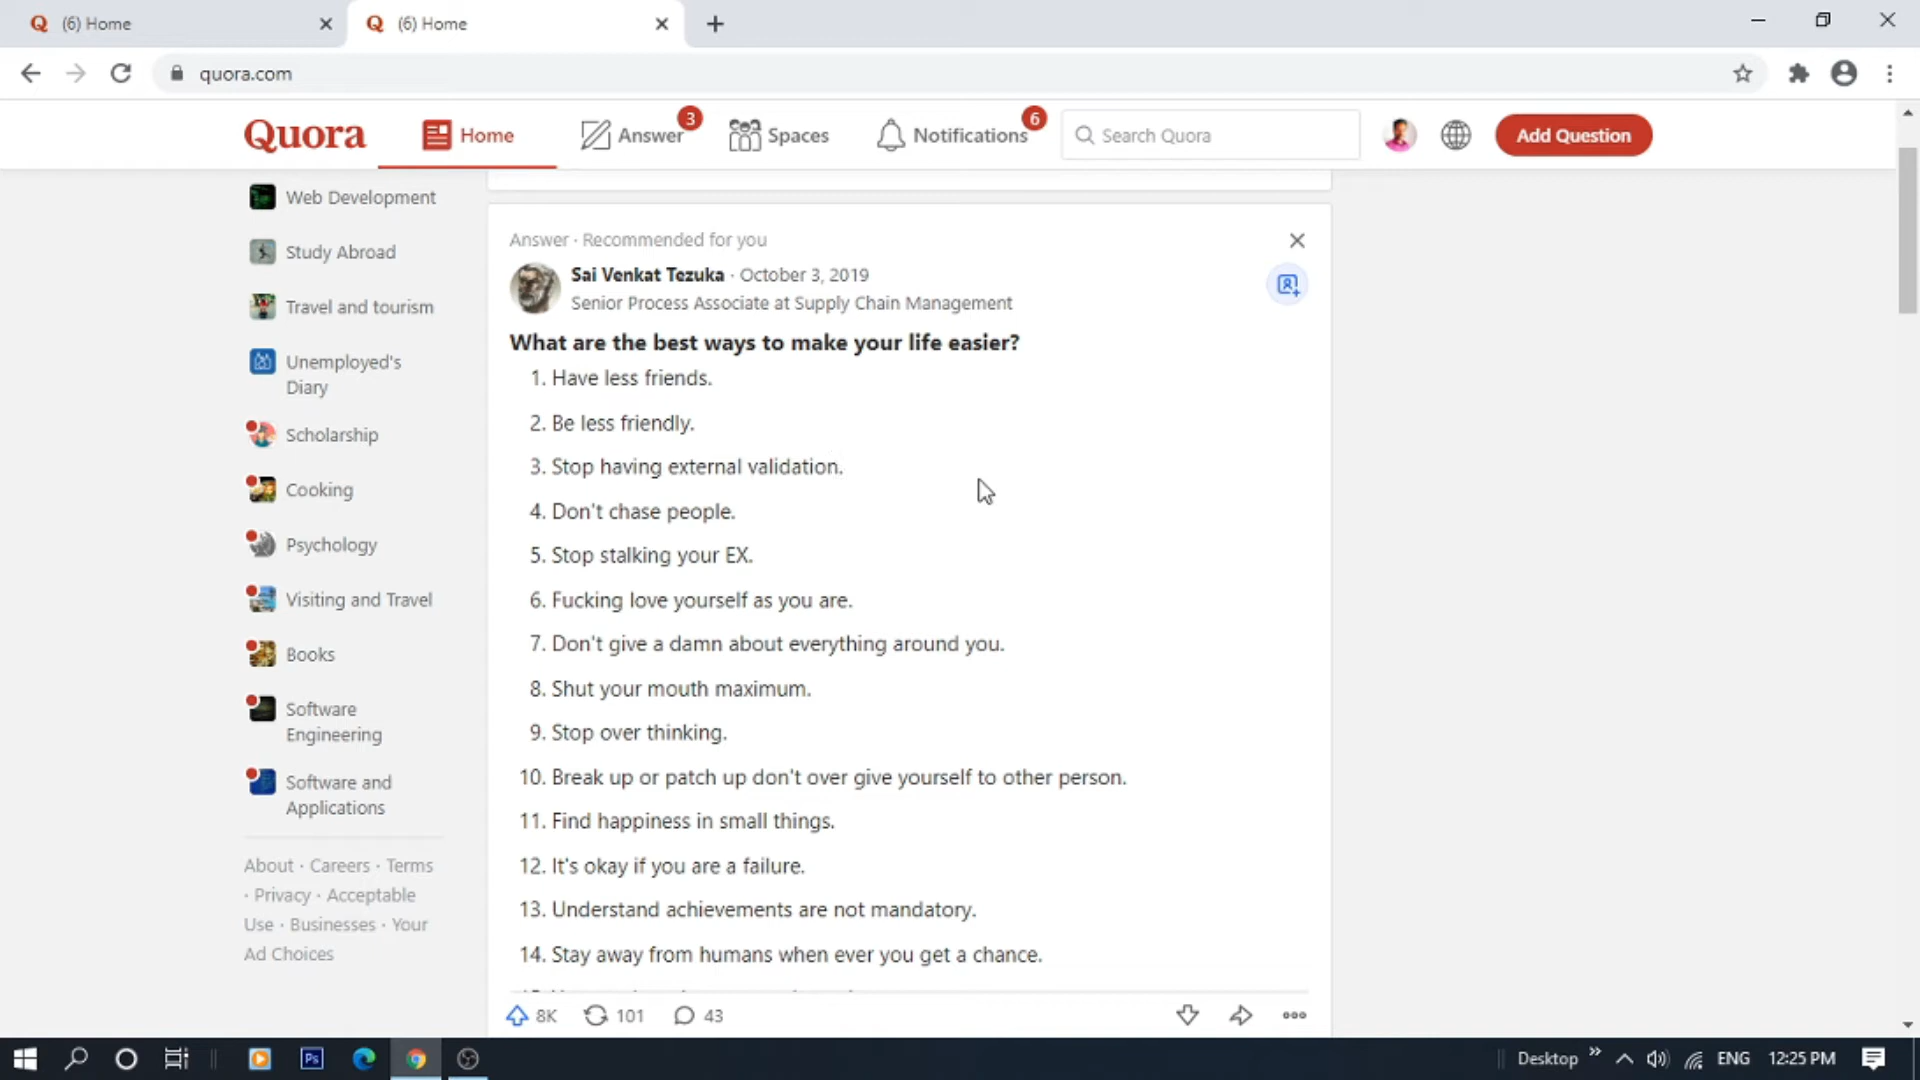 (6) Home
(6) Home
quora.com
Quora
Home
Answer
3
Spaces
Notifications
6
Search Quora
Add Question
Web Development
Study Abroad
Travel and tourism
Unemployed's
Diary
Scholarship
Cooking
Psychology
Visiting and Travel
Books
Software
Engineering
Software and
Applications
About · Careers · Terms
· Privacy · Acceptable
Use · Businesses · Your
Ad Choices
Answer · Recommended for you
Sai Venkat Tezuka · October 3, 2019
Senior Process Associate at Supply Chain Management
What are the best ways to make your life easier?
1. Have less friends.
2. Be less friendly.
3. Stop having external validation.
4. Don't chase people.
5. Stop stalking your EX.
6. Fucking love yourself as you are.
7. Don't give a damn about everything around you.
8. Shut your mouth maximum.
9. Stop over thinking.
10. Break up or patch up don't over give yourself to other person.
11. Find happiness in small things.
12. It's okay if you are a failure.
13. Understand achievements are not mandatory.
14. Stay away from humans when ever you get a chance.
8K
101
43
Ps
Desktop
ENG
12:25 PM